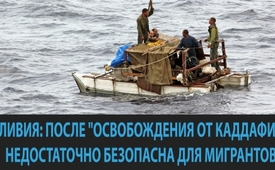 ЛИВИЯ: ПОСЛЕ "ОСВОБОЖДЕНИЯ ОТ КАДДАФИ
НЕДОСТАТОЧНО БЕЗОПАСНА ДЛЯ МИГРАНТОВ